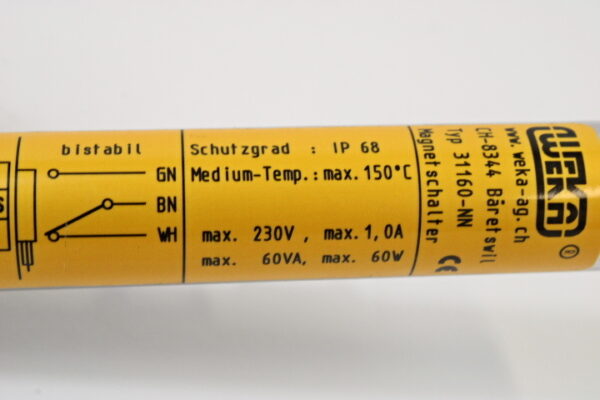 bistabil
GN
BN
WH
Schutzgrad : IP 68
Medium-Temp.: max. 150°C
max. 230V, max. 1,0A
max. 60VA, max. 60W
Magnetschalter
Typ 31160-NN
CH-8344 Bäretsvil
www.weka-ag.ch
WEKA
®
CE